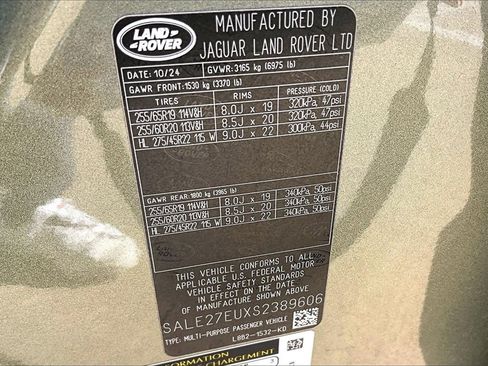 LAND
ROVER
MANUFACTURED BY
JAGUAR LAND ROVER LTD
DATE: 10/24 GVWR: 3165 kg (6975 lb)
GAWR FRONT: 1530 kg (3370 lb)
TIRES RIMS PRESSURE (COLD)
255/65R19 114V&H 8.0J x 19 320kPa, 47/psi
255/60R20 113V&H 8.5J x 20 320kPa, 47psi
HL 275/45R22 115 W 9.0J x 22 300kPa, 44psi
GAWR REAR: 1800 kg (3965 lb)
255/65R19 114V&H 8.0J x 19 340kPa, 50psi
255/60R20 113V&H 8.5J x 20 340kPa, 50psi
HL 275/45R22 115 W 9.0J x 22 340kPa, 50psi
THIS VEHICLE CONFORMS TO ALL
APPLICABLE U.S. FEDERAL MOTOR
VEHICLE SAFETY STANDARDS
IN EFFECT ON THE DATE OF
MANUFACTURE SHOWN ABOVE.
SALE27EUXS2389606
TYPE: MULTI-PURPOSE PASSENGER VEHICLE
L8B2-1532-KD